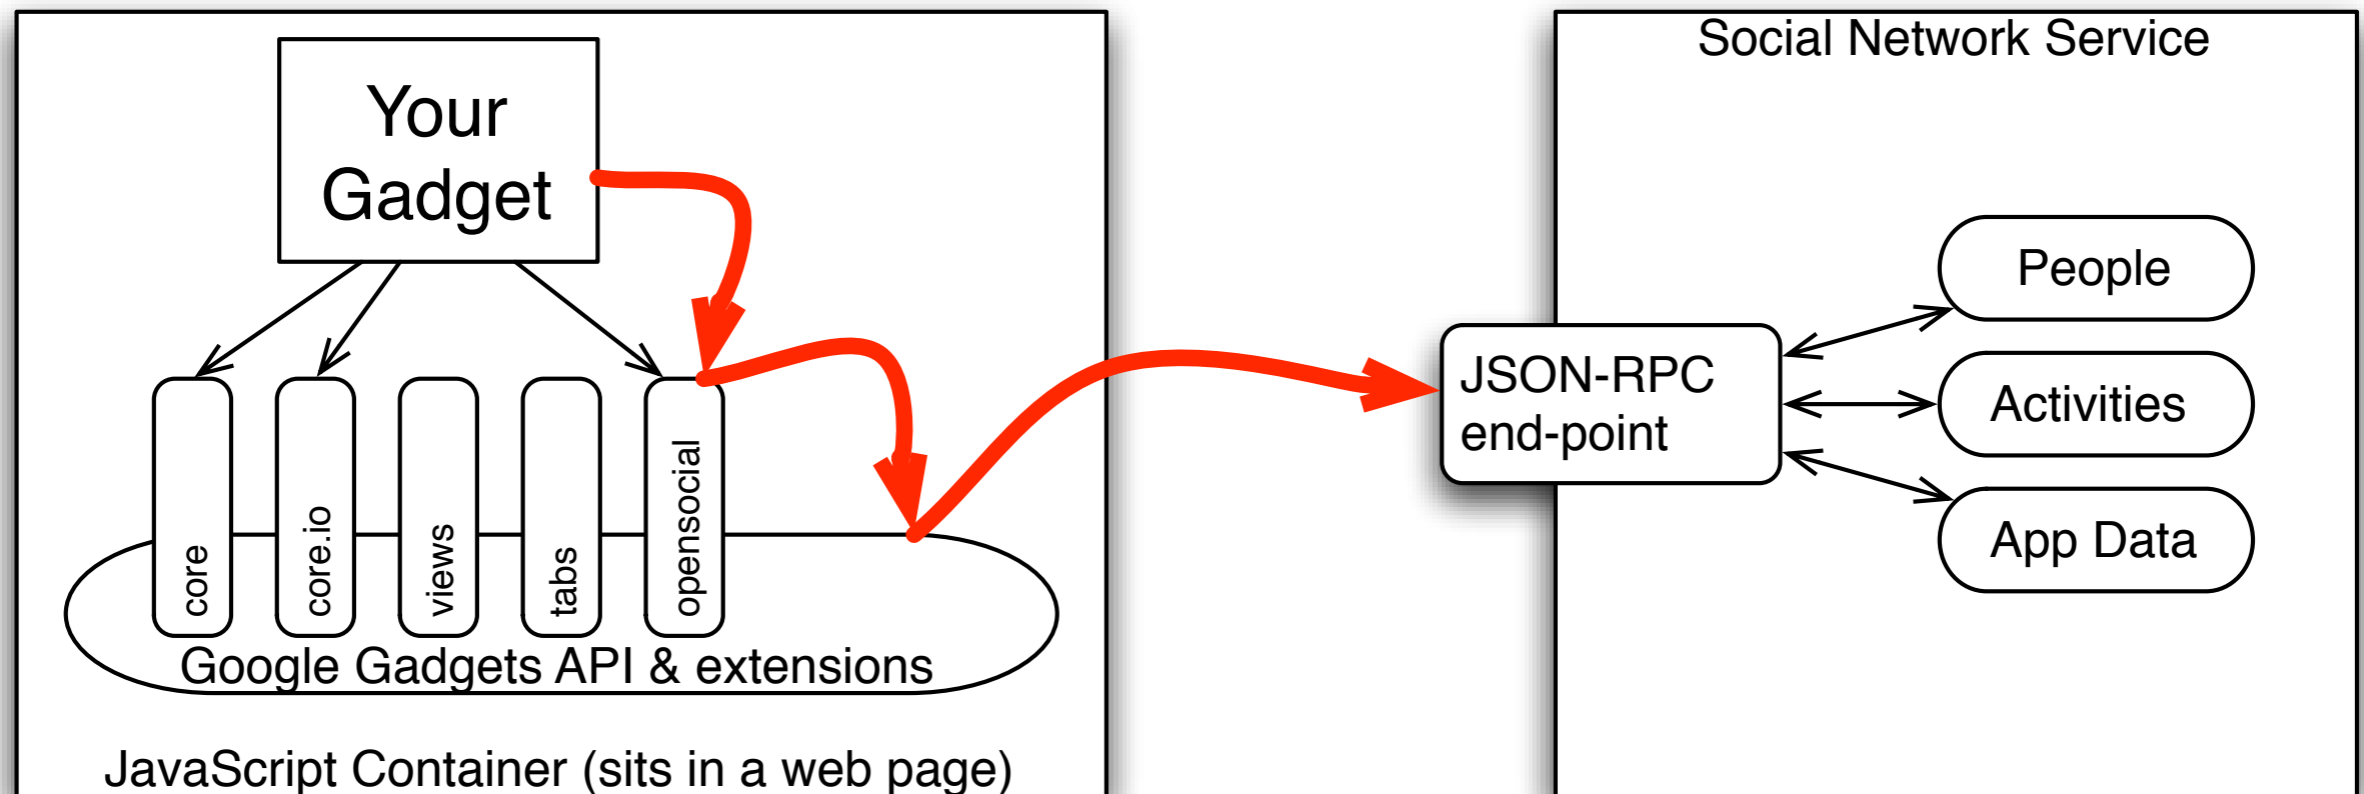 Your
Gadget
core
core.io
views
tabs
opensocial
Google Gadgets API & extensions
JavaScript Container (sits in a web page)
Social Network Service
JSON-RPC
end-point
People
Activities
App Data